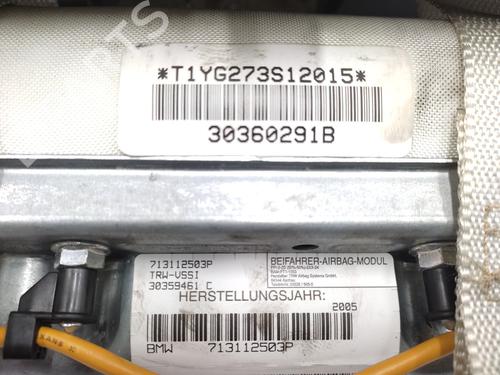 *T1YG273S12015*
30360291B
713112503P
TRW-VSSI
30359461 C
BEIFAHRER-AIRBAG-MODUL
HERSTELLUNGSJAHR:
2005
BMW 713112503P